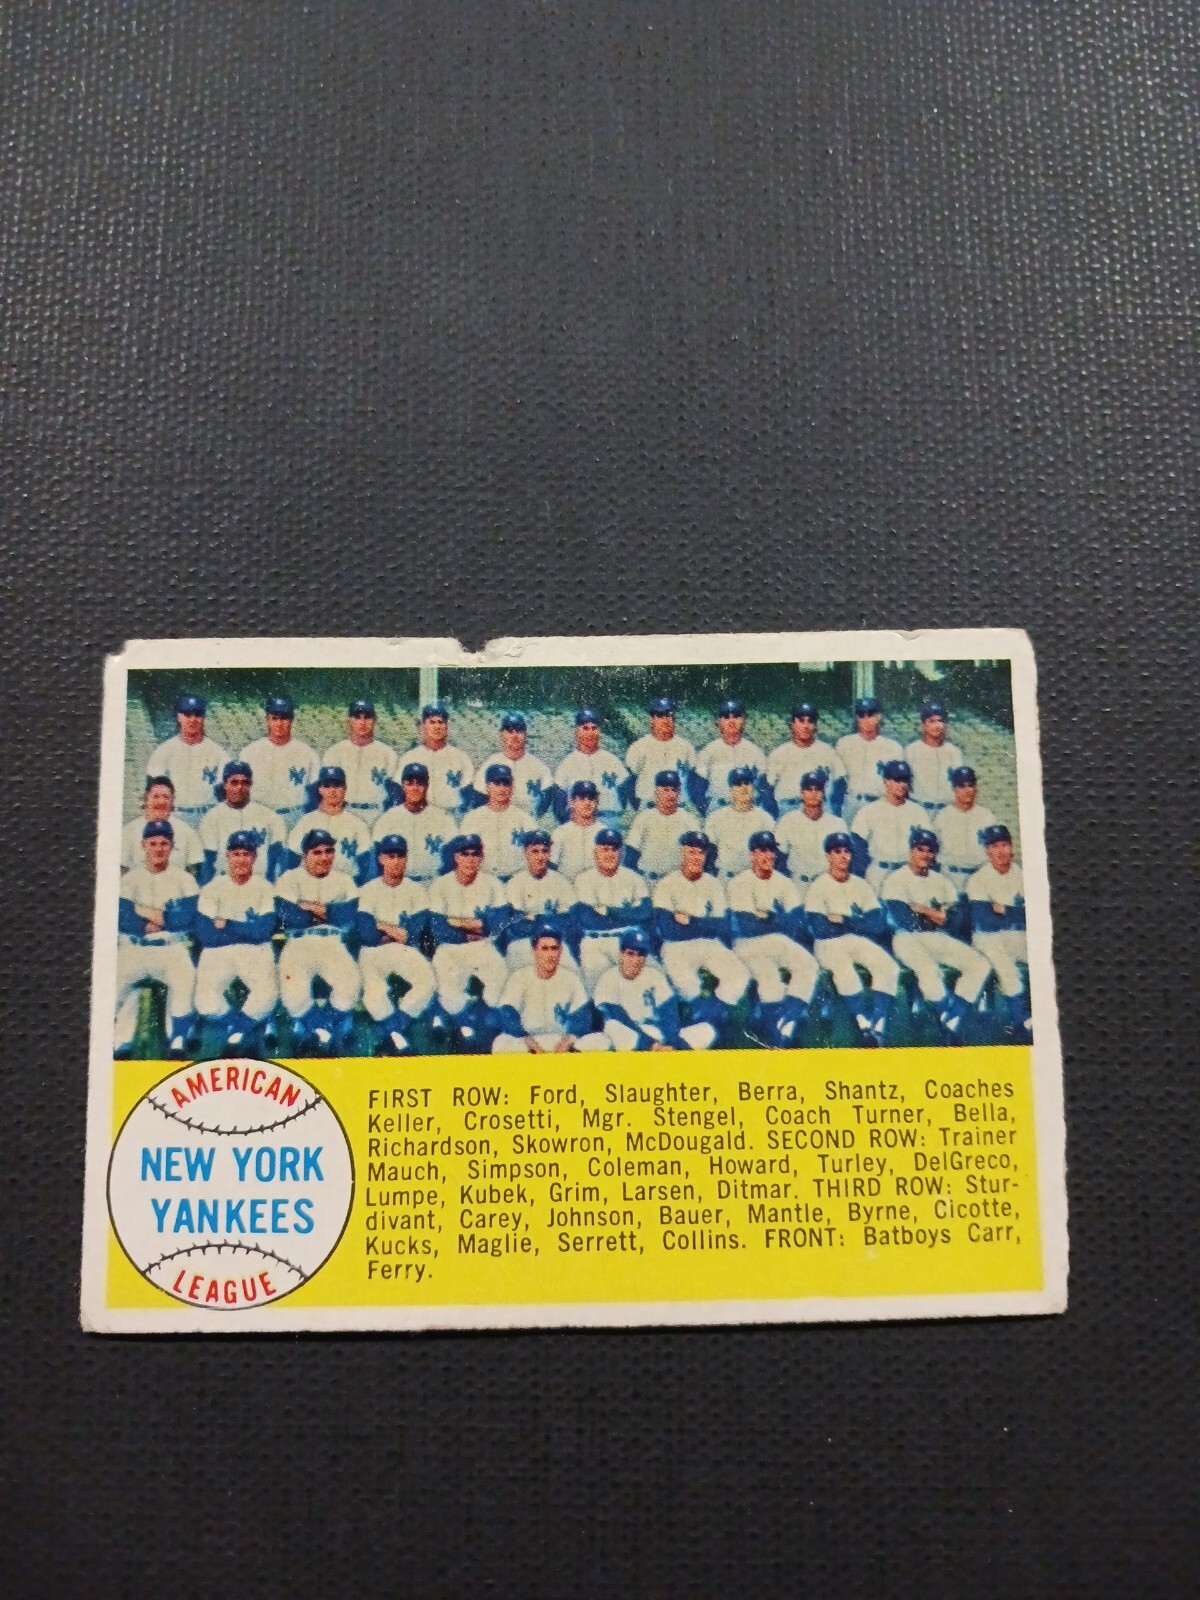 AMERICAN
NEW YORK
YANKEES
LEAGUE
FIRST ROW: Ford, Slaughter, Berra, Shantz, Coaches
Keller, Crosetti, Mgr. Stengel, Coach Turner, Bella,
Richardson, Skowron, McDougald. SECOND ROW: Trainer
Mauch, Simpson, Coleman, Howard, Turley, DelGreco,
Lumpe, Kubek, Grim, Larsen, Ditmar. THIRD ROW: Stur-
divant, Carey, Johnson, Bauer, Mantle, Byrne, Cicotte,
Kucks, Maglie, Serrett, Collins. FRONT: Batboys Carr,
Ferry.